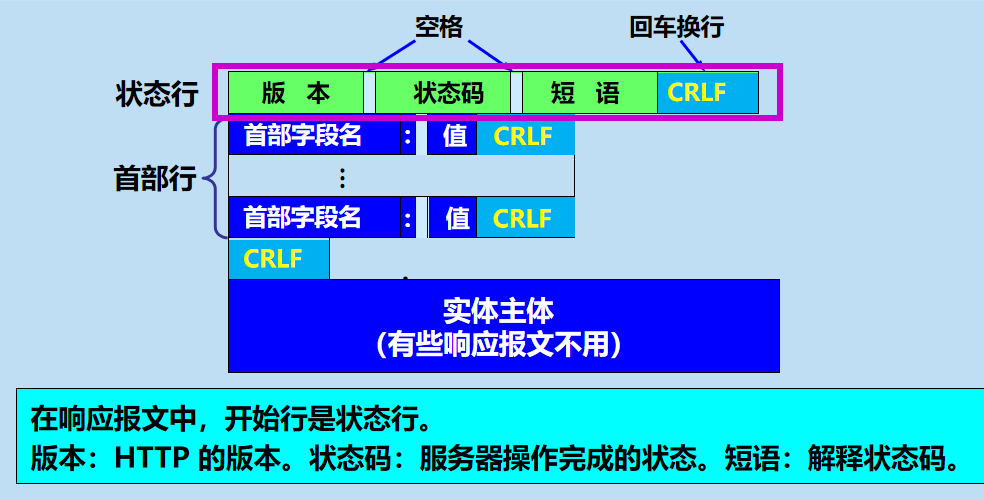 空格 回车换行
状态行 版 本 状态码 短 语 CRLF
首部字段名 : 值 CRLF
首部行 ⋮
首部字段名 : 值 CRLF
CRLF
实体主体
（有些响应报文不用）
在响应报文中，开始行是状态行。
版本：HTTP 的版本。状态码：服务器操作完成的状态。短语：解释状态码。